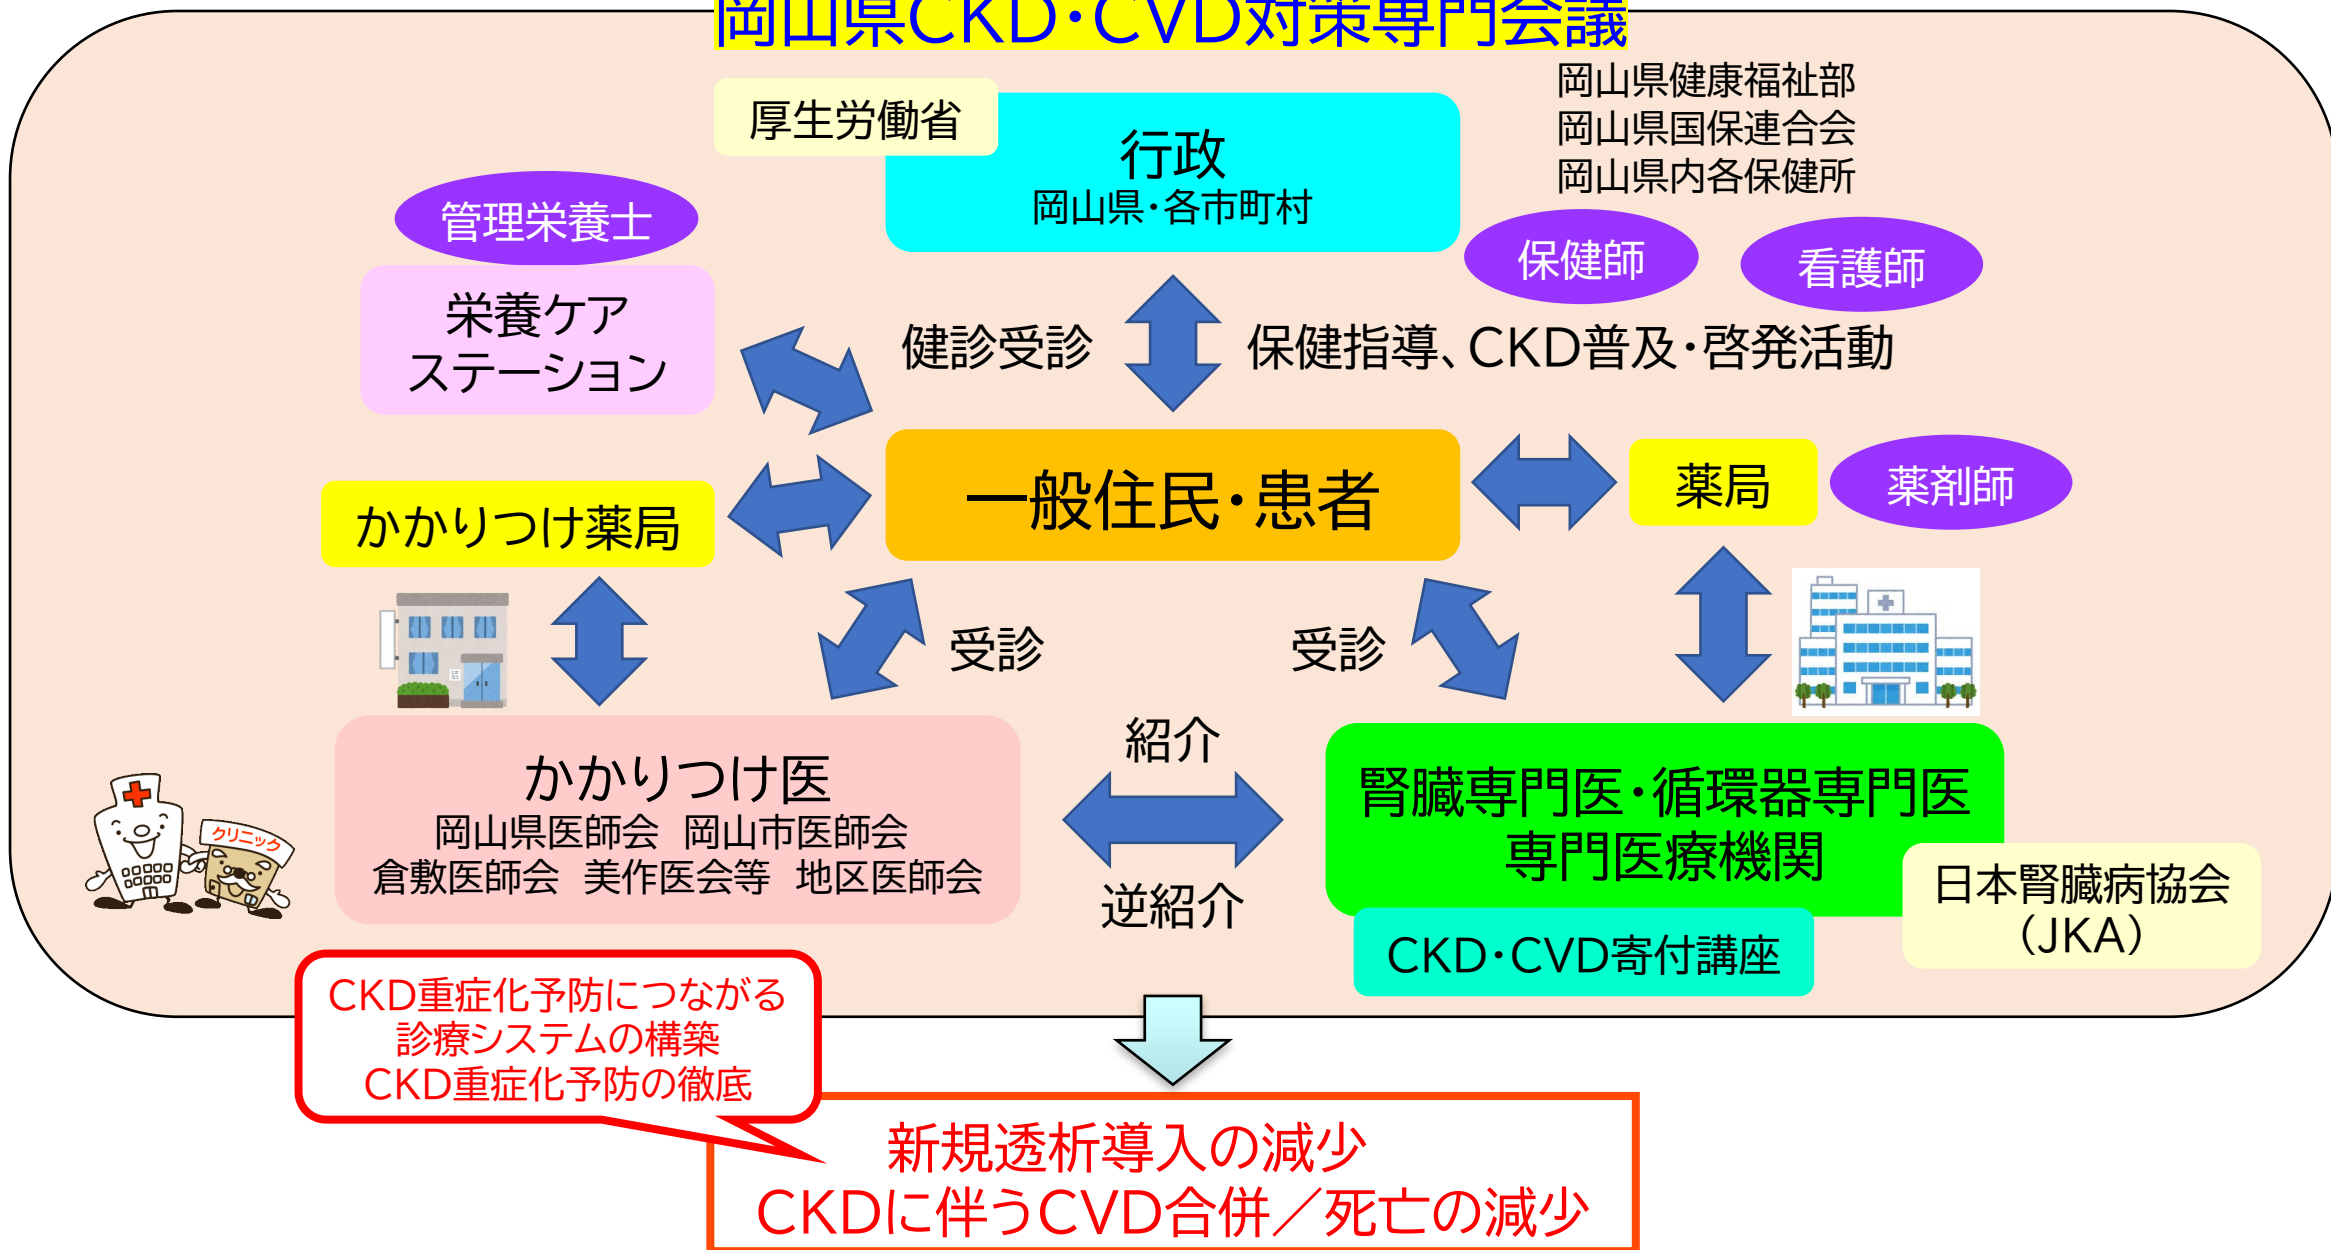 岡山県CKD・CVD対策専門会議
厚生労働省
行政
岡山県・各市町村
岡山県健康福祉部
岡山県国保連合会
岡山県内各保健所
管理栄養士
栄養ケア
ステーション
保健師
看護師
健診受診
保健指導、CKD普及・啓発活動
一般住民・患者
かかりつけ薬局
薬局
薬剤師
受診
受診
かかりつけ医
岡山県医師会　岡山市医師会
倉敷医師会　美作医会等　地区医師会
クリニック
紹介
逆紹介
腎臓専門医・循環器専門医
専門医療機関
日本腎臓病協会
（JKA）
CKD・CVD寄付講座
CKD重症化予防につながる
診療システムの構築
CKD重症化予防の徹底
新規透析導入の減少
CKDに伴うCVD合併／死亡の減少